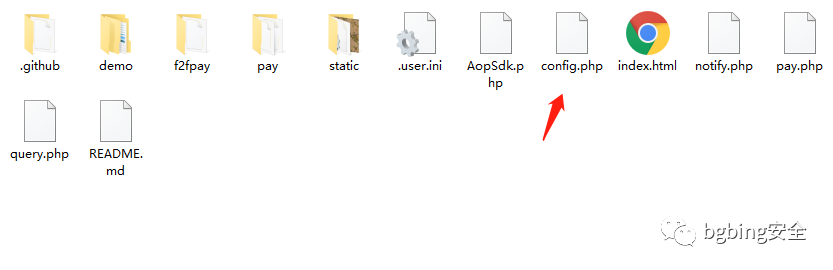 .github
demo
f2fpay
pay
static
.user.ini
AopSdk.p
hp
config.php
index.html
notify.php
pay.php
query.php
README.
md
bgbing安全